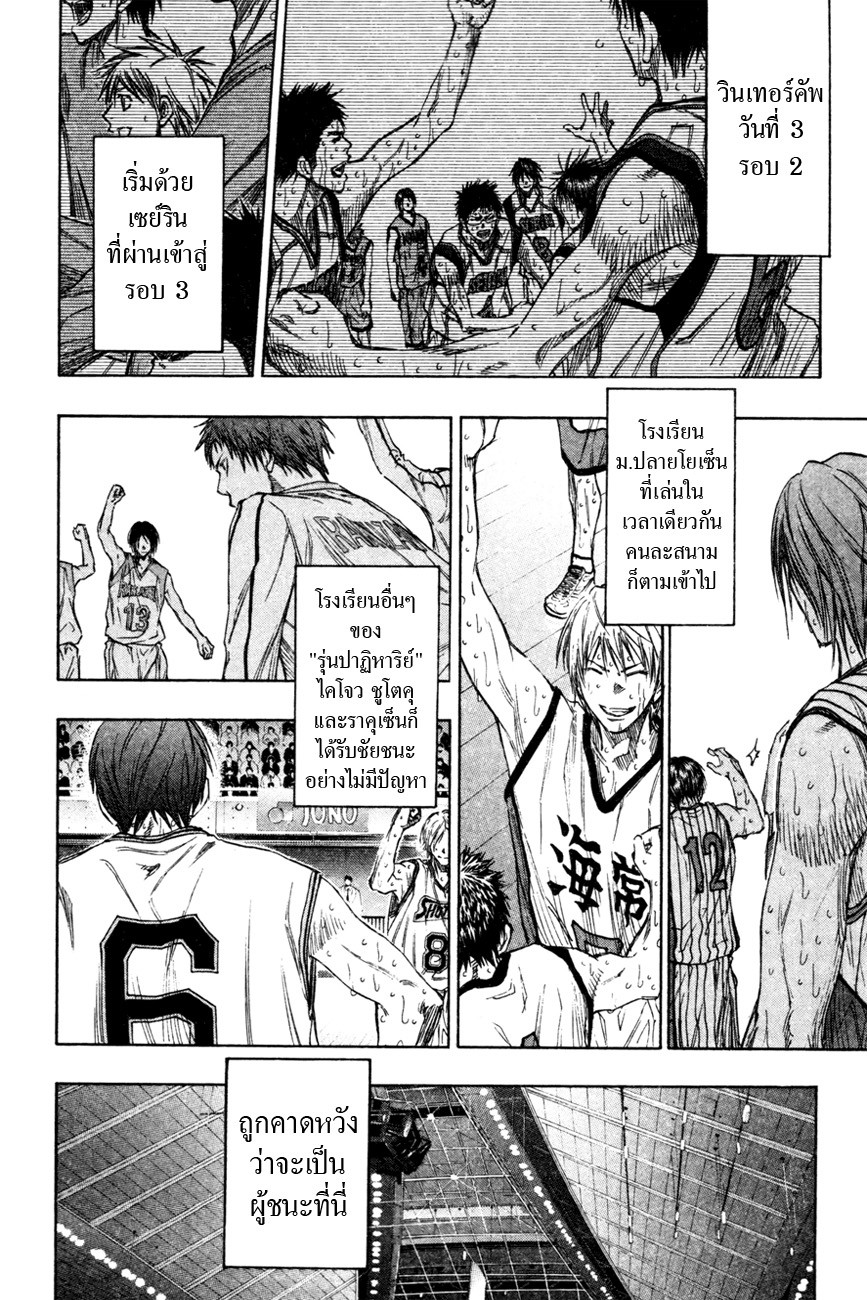 วินเทอร์คัพ
วันที่ 3
รอบ 2
เริ่มด้วย
เซย์ริน
ที่ผ่านเข้าสู่
รอบ 3
โรงเรียน
ม.ปลายโยเซ็น
ที่เล่นใน
เวลาเดียวกัน
คนละสนาม
ก็ตามเข้าไป
12
海常
RAKUZAN
13
โรงเรียนอื่นๆ
ของ
"รุ่นปาฏิหาริย์"
ไคโจว ชูโตคุ
และราคุเซ็นก็
ได้รับชัยชนะ
อย่างไม่มีปัญหา
JONO
8
6
ถูกคาดหวัง
ว่าจะเป็น
ผู้ชนะที่นี่